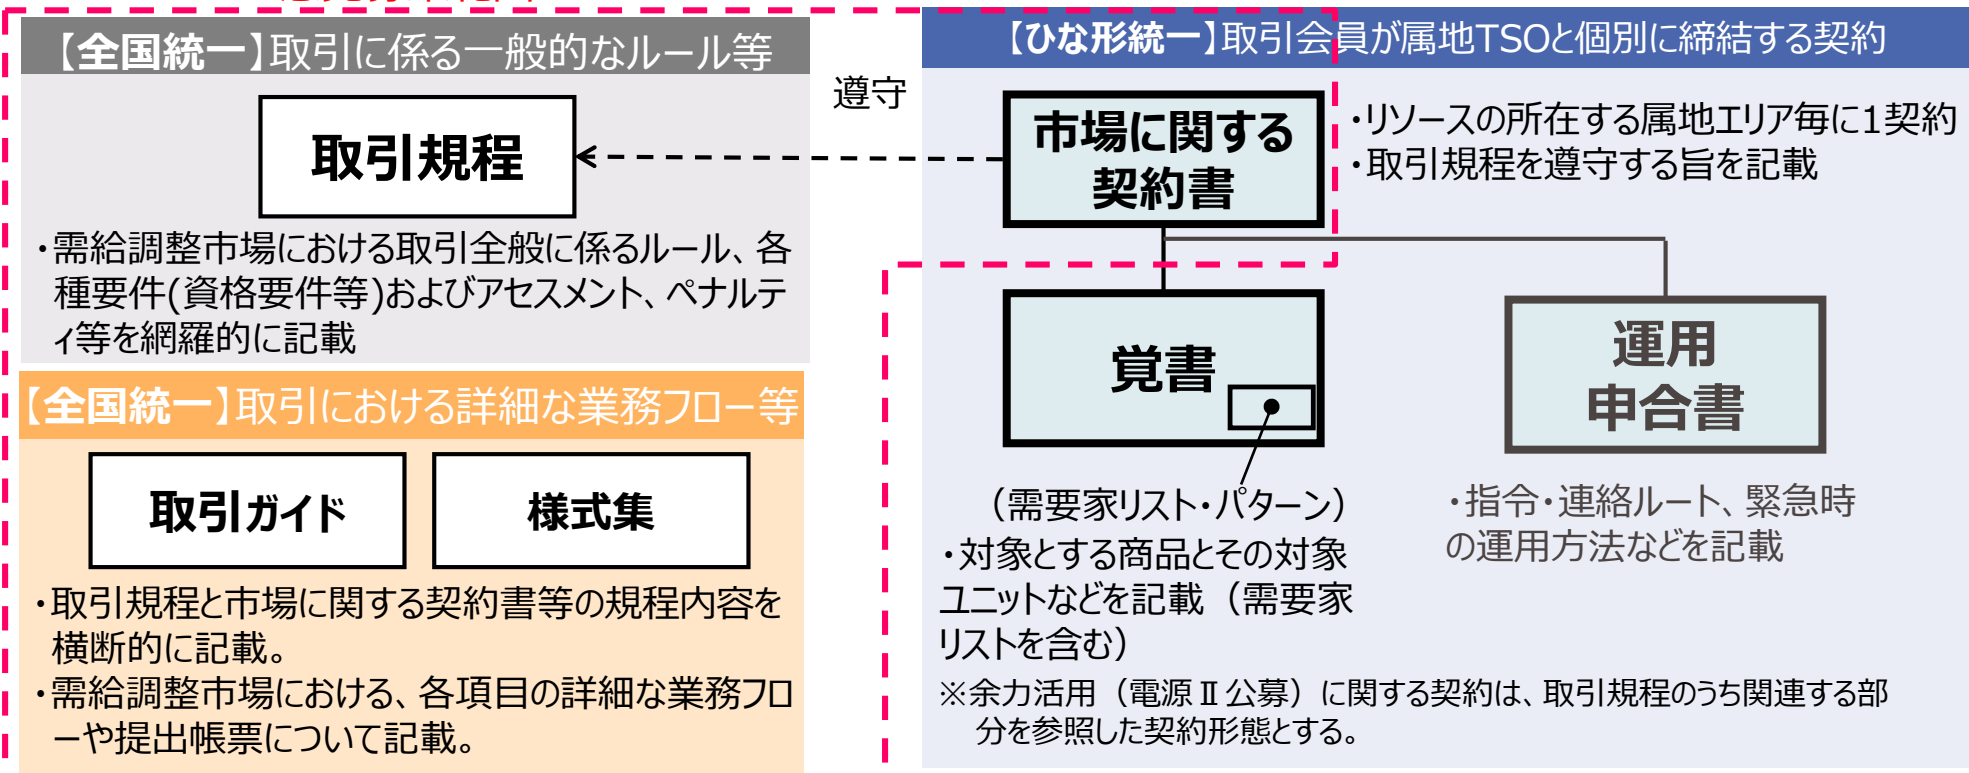 【全国統一】取引に係る一般的なルール等
取引規程
・需給調整市場における取引全般に係るルール、各
種要件(資格要件等)およびアセスメント、ペナルテ
ィ等を網羅的に記載
【全国統一】取引における詳細な業務フロー等
取引ガイド
様式集
・取引規程と市場に関する契約書等の規程内容を
横断的に記載。
・需給調整市場における、各項目の詳細な業務フロ
ーや提出帳票について記載。
遵守
【ひな形統一】取引会員が属地TSOと個別に締結する契約
市場に関する
契約書
・リソースの所在する属地エリア毎に1契約
・取引規程を遵守する旨を記載
覚書
（需要家リスト・パターン）
・対象とする商品とその対象
ユニットなどを記載（需要家
リストを含む）
運用
申合書
・指令・連絡ルート、緊急時
の運用方法などを記載
※余力活用（電源Ⅱ公募）に関する契約は、取引規程のうち関連する部
分を参照した契約形態とする。